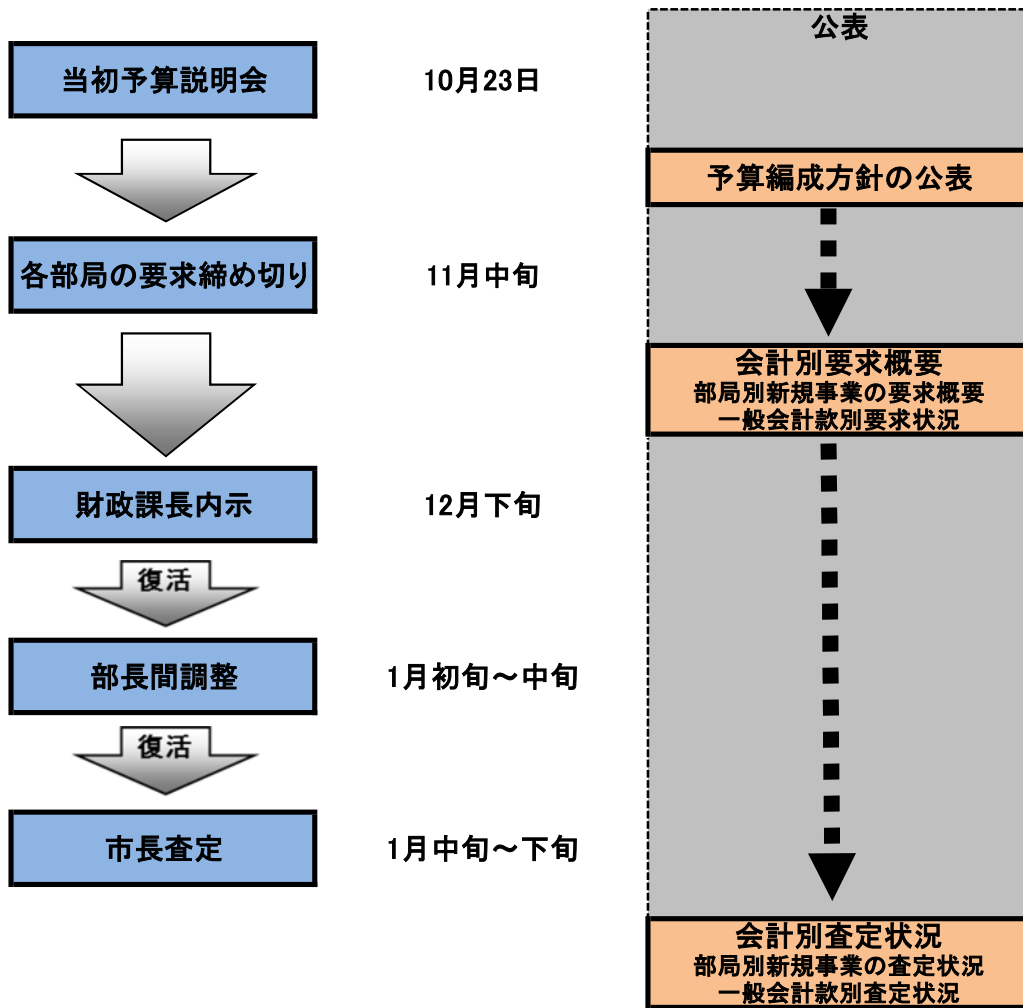 公表
当初予算説明会
10月23日
予算編成方針の公表
各部局の要求締め切り
11月中旬
会計別要求概要
部局別新規事業の要求概要
一般会計款別要求状況
財政課長内示
12月下旬
復活
部長間調整
1月初旬～中旬
復活
市長査定
1月中旬～下旬
会計別査定状況
部局別新規事業の査定状況
一般会計款別査定状況